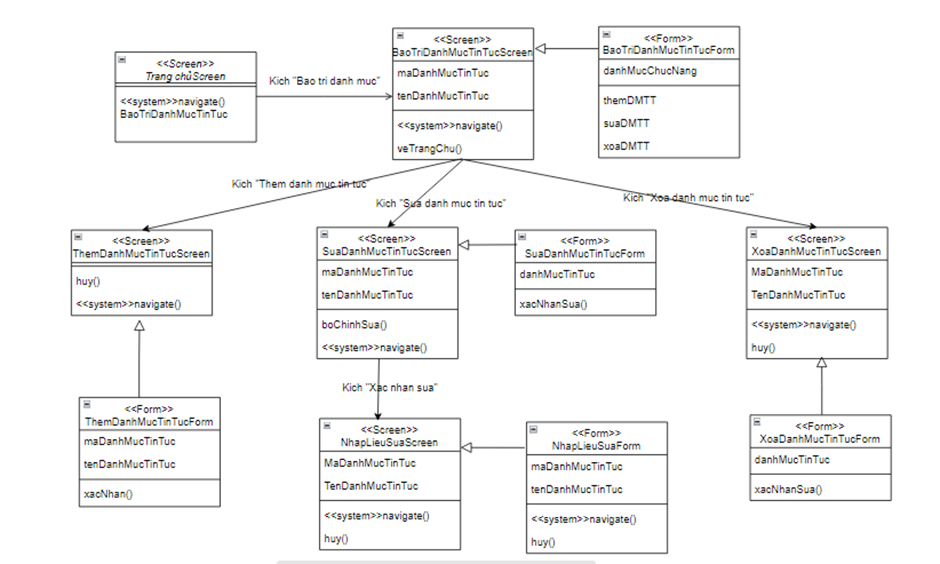 <<Screen>>
Trang chủScreen
<<system>>navigate()
BaoTriDanhMucTinTuc
Kich "Bao tri danh muc"
<<Screen>>
BaoTriDanhMucTinTucScreen
maDanhMucTinTuc
tenDanhMucTinTuc
<<system>>navigate()
veTrangChu()
<<Form>>
BaoTriDanhMucTinTucForm
danhMucChucNang
themDMTT
suaDMTT
xoaDMTT
Kich "Them danh muc tin tuc"
Kich "Sua danh muc tin tuc"
Kich "Xoa danh muc tin tuc"
<<Screen>>
ThemDanhMucTinTucScreen
huy()
<<system>>navigate()
<<Screen>>
SuaDanhMucTinTucScreen
maDanhMucTinTuc
tenDanhMucTinTuc
boChinhSua()
<<system>>navigate()
<<Form>>
SuaDanhMucTinTucForm
danhMucTinTuc
xacNhanSua()
<<Screen>>
XoaDanhMucTinTucScreen
MaDanhMucTinTuc
TenDanhMucTinTuc
<<system>>navigate()
huy()
Kich "Xac nhan sua"
<<Form>>
ThemDanhMucTinTucForm
maDanhMucTinTuc
tenDanhMucTinTuc
xacNhan()
<<Screen>>
NhapLieuSuaScreen
MaDanhMucTinTuc
TenDanhMucTinTuc
<<system>>navigate()
huy()
<<Form>>
NhapLieuSuaForm
maDanhMucTinTuc
tenDanhMucTinTuc
<<system>>navigate()
huy()
<<Form>>
XoaDanhMucTinTucForm
danhMucTinTuc
xacNhanSua()